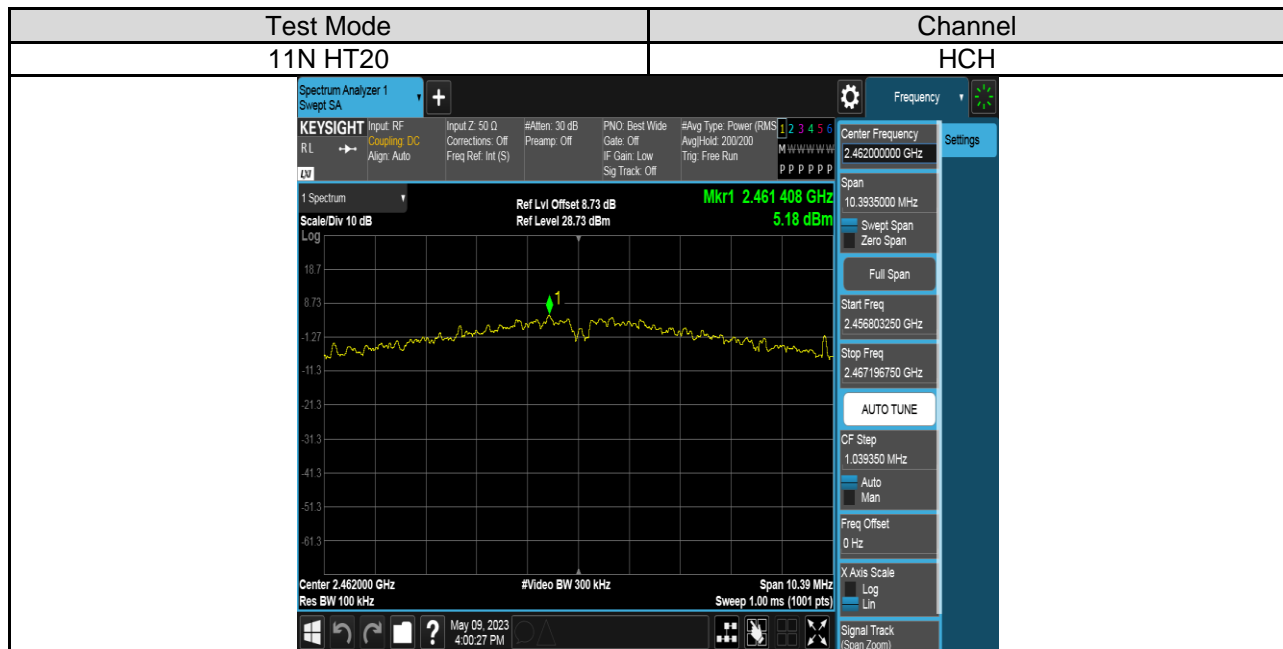 Test Mode Channel
11N HT20 HCH
Spectrum Analyzer 1
Swept SA
Frequency
KEYSIGHT
RL
LXI
Input: RF
Coupling: DC
Align: Auto
Input Z: 50 Ω
Corrections: Off
Freq Ref: Int (S)
#Atten: 30 dB
Preamp: Off
PNO: Best Wide
Gate: Off
IF Gain: Low
Sig Track: Off
#Avg Type: Power (RMS
Avg|Hold: 200/200
Trig: Free Run
1 2 3 4 5 6
M W W W W W
P P P P P P
1 Spectrum
Scale/Div 10 dB
Ref Lvl Offset 8.73 dB
Ref Level 28.73 dBm
Mkr1 2.461 408 GHz
5.18 dBm
Log
18.7
8.73
-1.27
-11.3
-21.3
-31.3
-41.3
-51.3
-61.3
1
Center 2.462000 GHz
#Video BW 300 kHz
Span 10.39 MHz
Res BW 100 kHz
Sweep 1.00 ms (1001 pts)
?
May 09, 2023
4:00:27 PM
Center Frequency
2.462000000 GHz
Settings
Span
10.3935000 MHz
Swept Span
Zero Span
Full Span
Start Freq
2.456803250 GHz
Stop Freq
2.467196750 GHz
AUTO TUNE
CF Step
1.039350 MHz
Auto
Man
Freq Offset
0 Hz
X Axis Scale
Log
Lin
Signal Track
(Span Zoom)